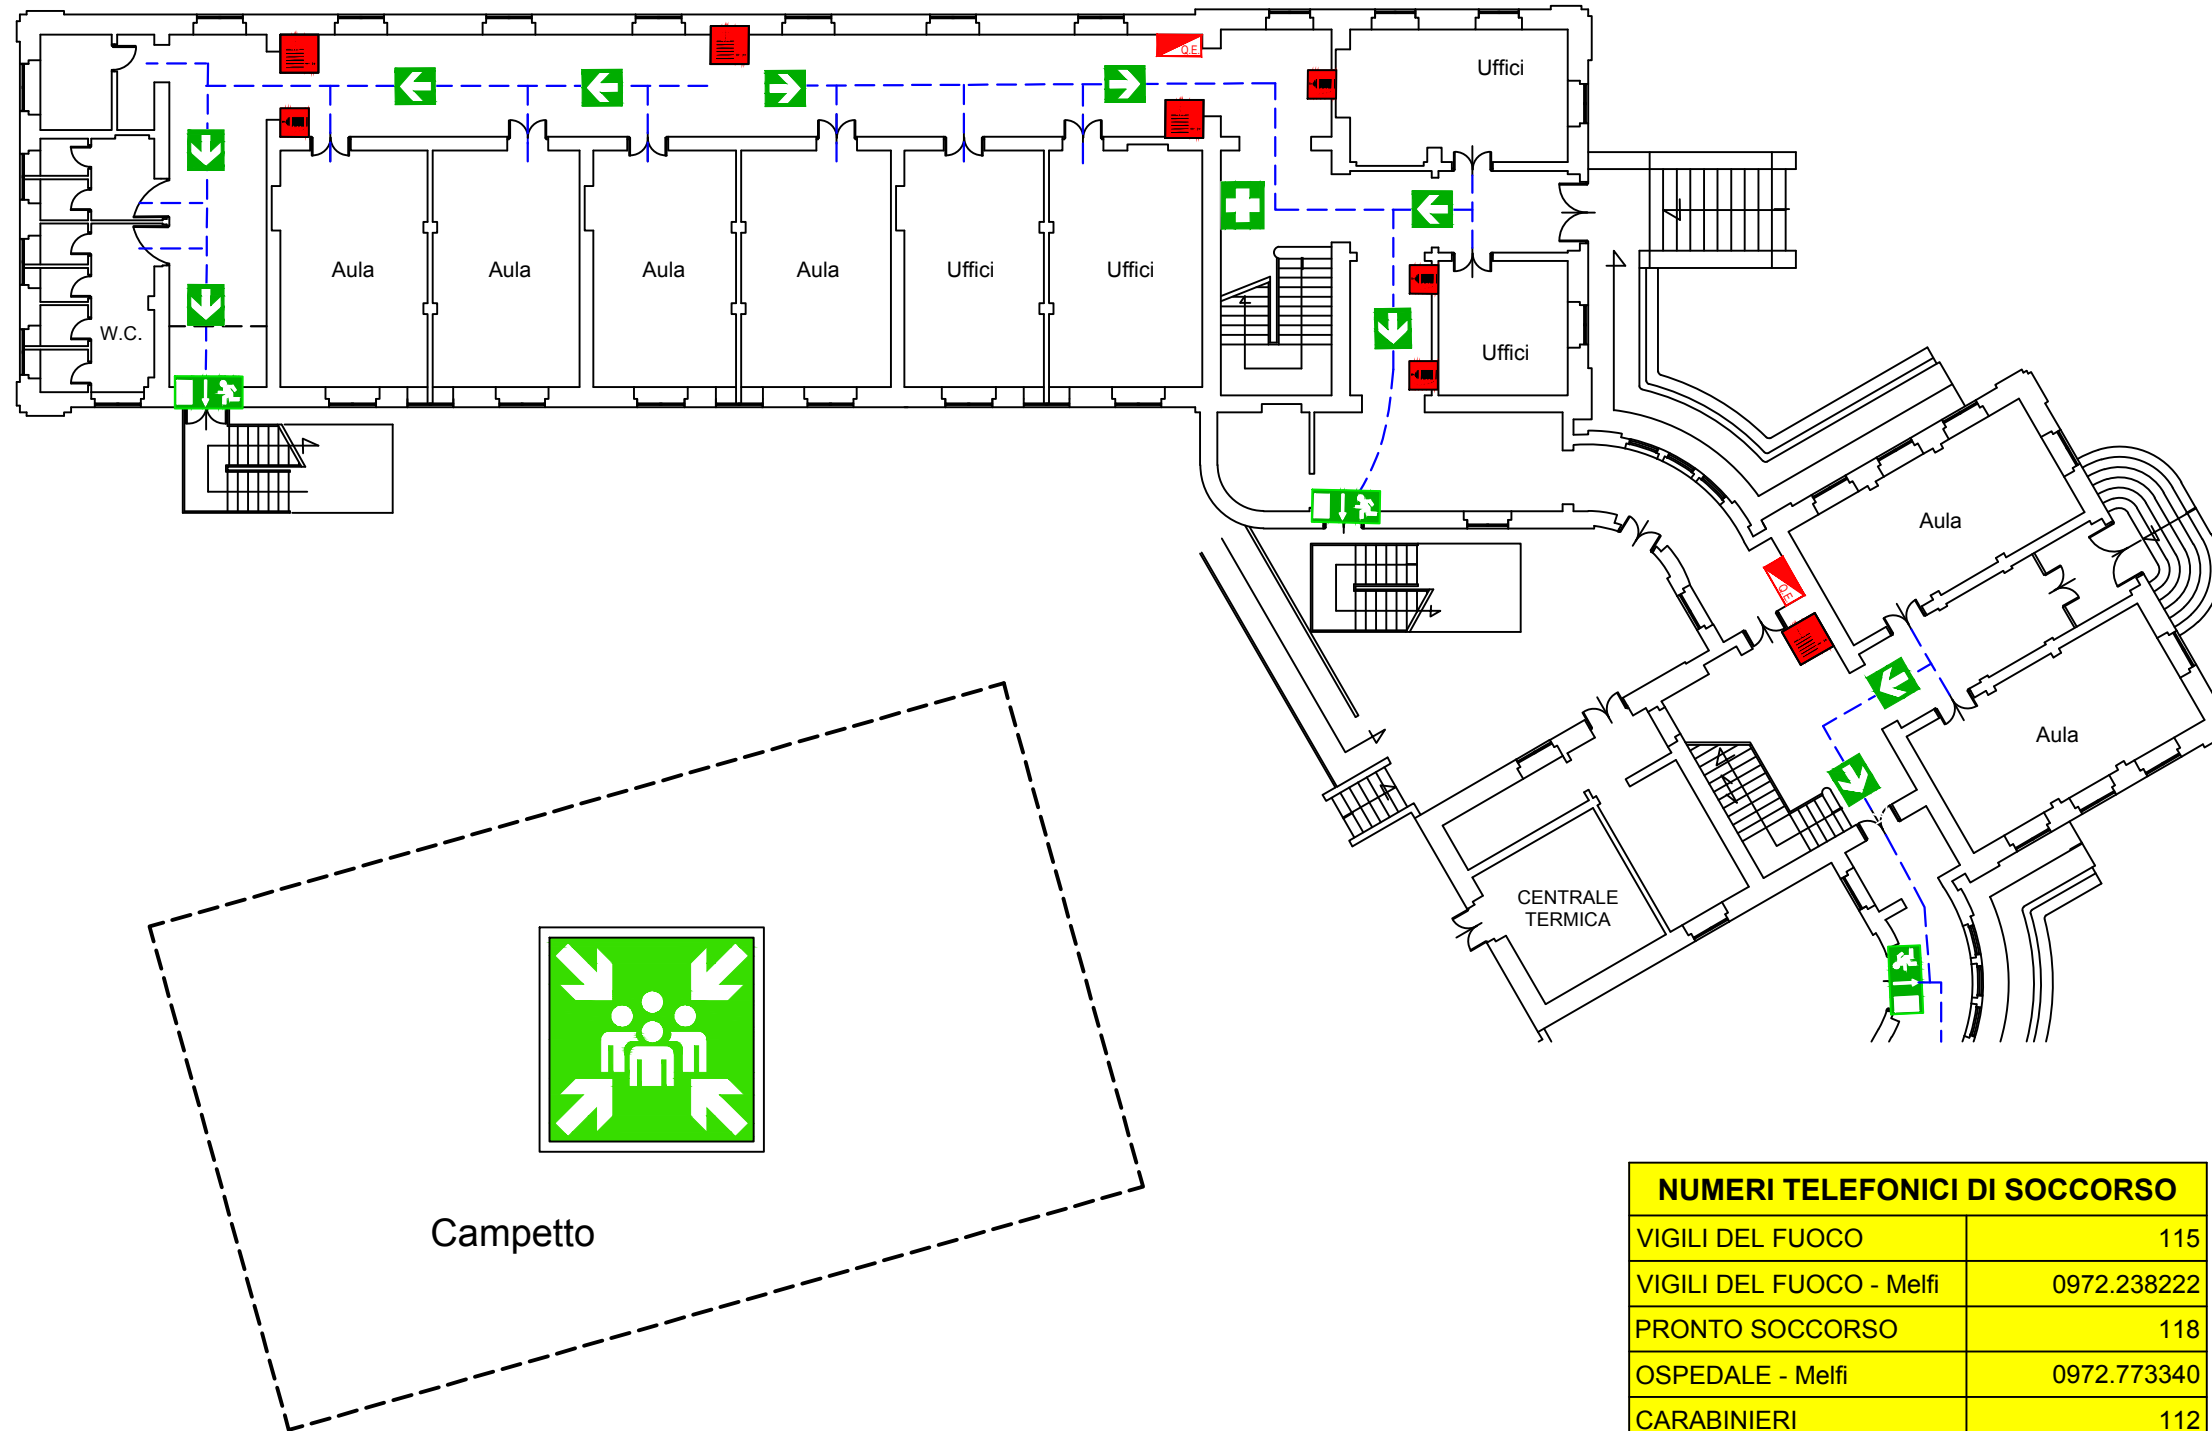 Q.E.
Uffici
Aula
Aula
Aula
Aula
Uffici
Uffici
W.C.
Uffici
Aula
Q.E.
Aula
CENTRALE
TERMICA
Campetto
NUMERI TELEFONICI DI SOCCORSO
VIGILI DEL FUOCO 115
VIGILI DEL FUOCO - Melfi 0972.238222
PRONTO SOCCORSO 118
OSPEDALE - Melfi 0972.773340
CARABINIERI 112